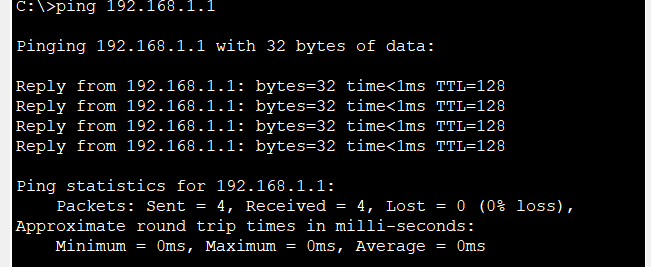 C:\>ping 192.168.1.1
Pinging 192.168.1.1 with 32 bytes of data:
Reply from 192.168.1.1: bytes=32 time<1ms TTL=128
Reply from 192.168.1.1: bytes=32 time<1ms TTL=128
Reply from 192.168.1.1: bytes=32 time<1ms TTL=128
Reply from 192.168.1.1: bytes=32 time<1ms TTL=128
Ping statistics for 192.168.1.1:
Packets: Sent = 4, Received = 4, Lost = 0 (0% loss),
Approximate round trip times in milli-seconds:
Minimum = 0ms, Maximum = 0ms, Average = 0ms